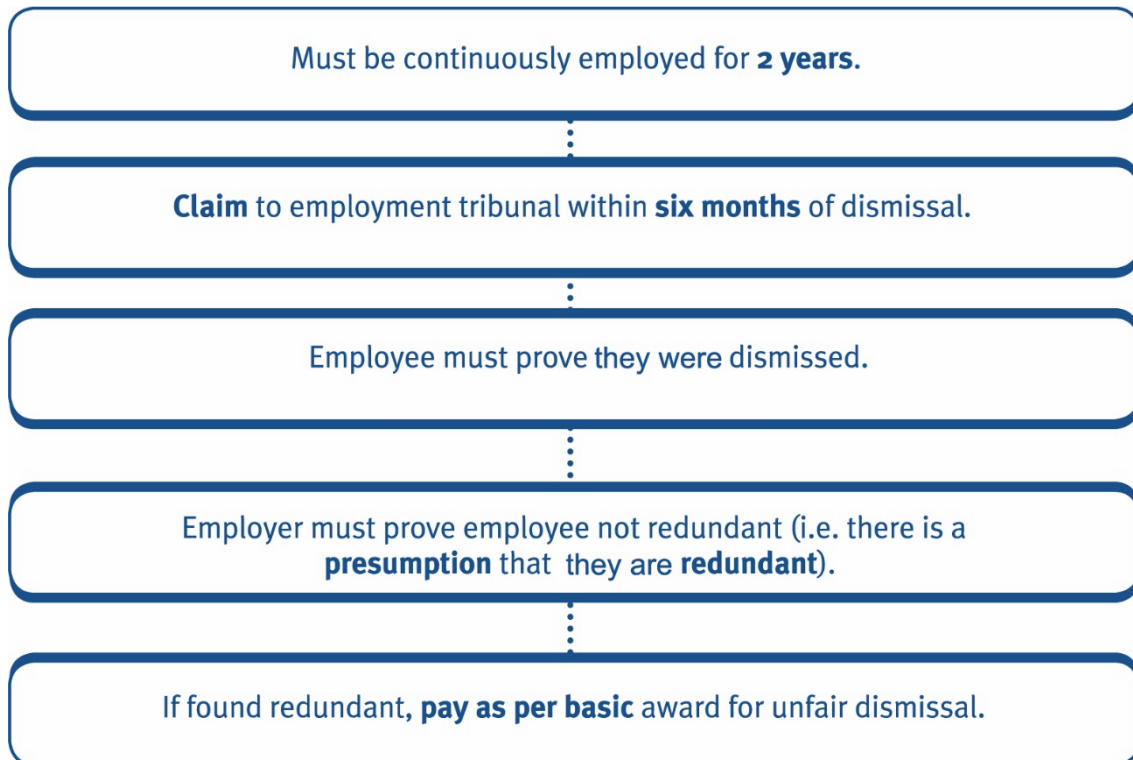 Must be continuously employed for 2 years.
Claim to employment tribunal within six months of dismissal.
Employee must prove they were dismissed.
Employer must prove employee not redundant (i.e. there is a
presumption that they are redundant).
If found redundant, pay as per basic award for unfair dismissal.